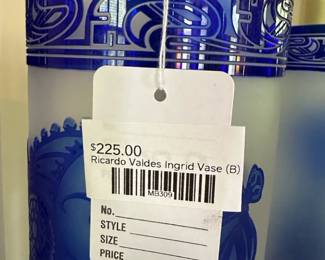 $225.00
Ricardo Valdes Ingrid Vase (B)
MB309
No.
STYLE
SIZE
PRICE